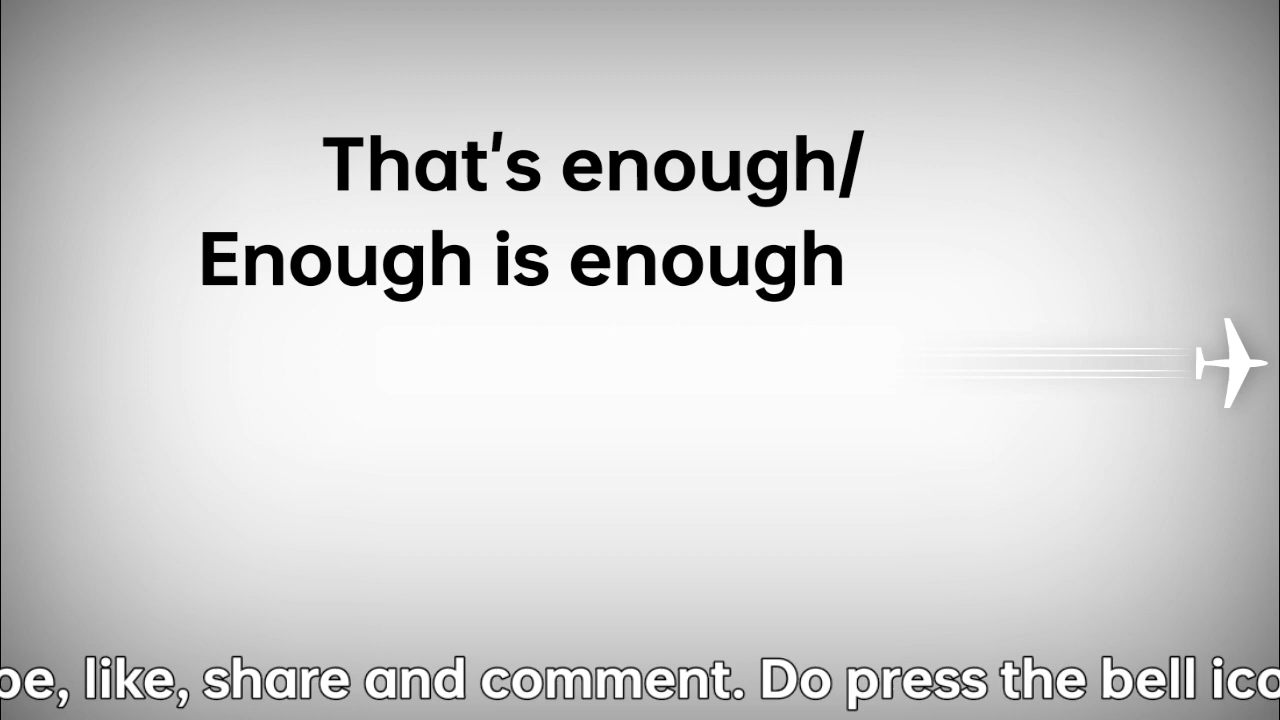 That's enough/
Enough is enough
like, share and comment. Do press the bell